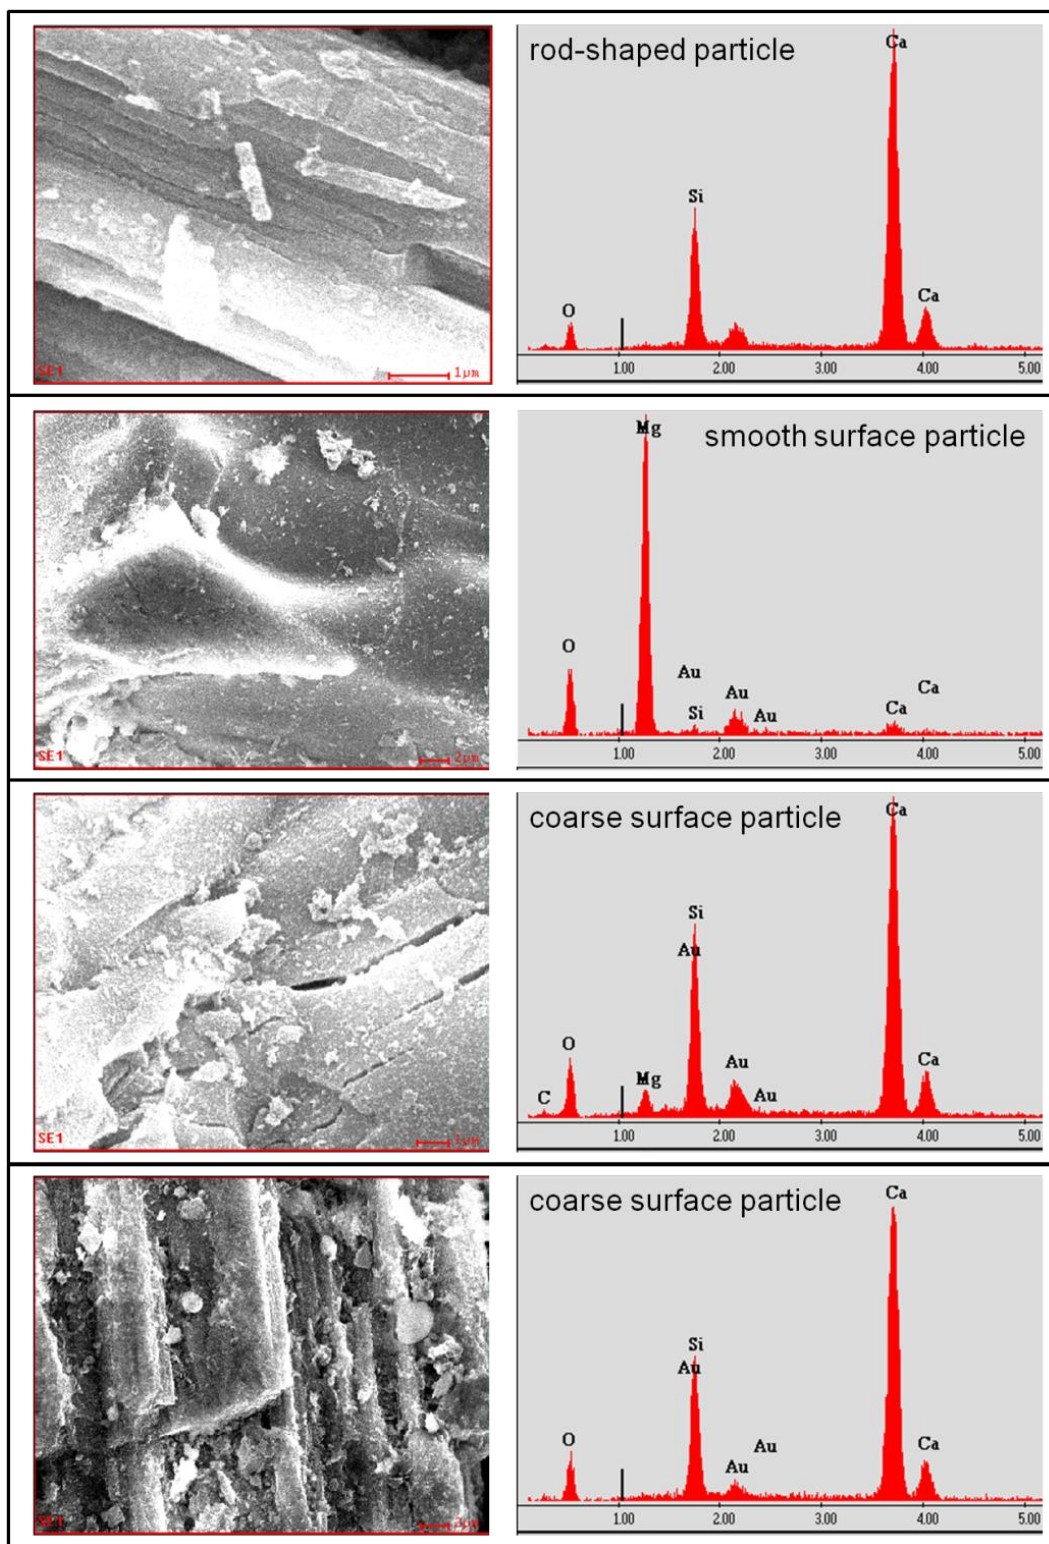 rod-shaped particle
Ca
Si
Ca
O
SE1
1µm
1.00 2.00 3.00 4.00 5.00
smooth surface particle
Mg
O
Au
Au
Ca
Si
Au
Ca
SE1
2µm
1.00 2.00 3.00 4.00 5.00
coarse surface particle
Ca
Si
Au
O
Au
Ca
C
Mg
Au
SE1
1µm
1.00 2.00 3.00 4.00 5.00
coarse surface particle
Ca
Si
Au
O
Au
Ca
Au
SE1
2µm
1.00 2.00 3.00 4.00 5.00